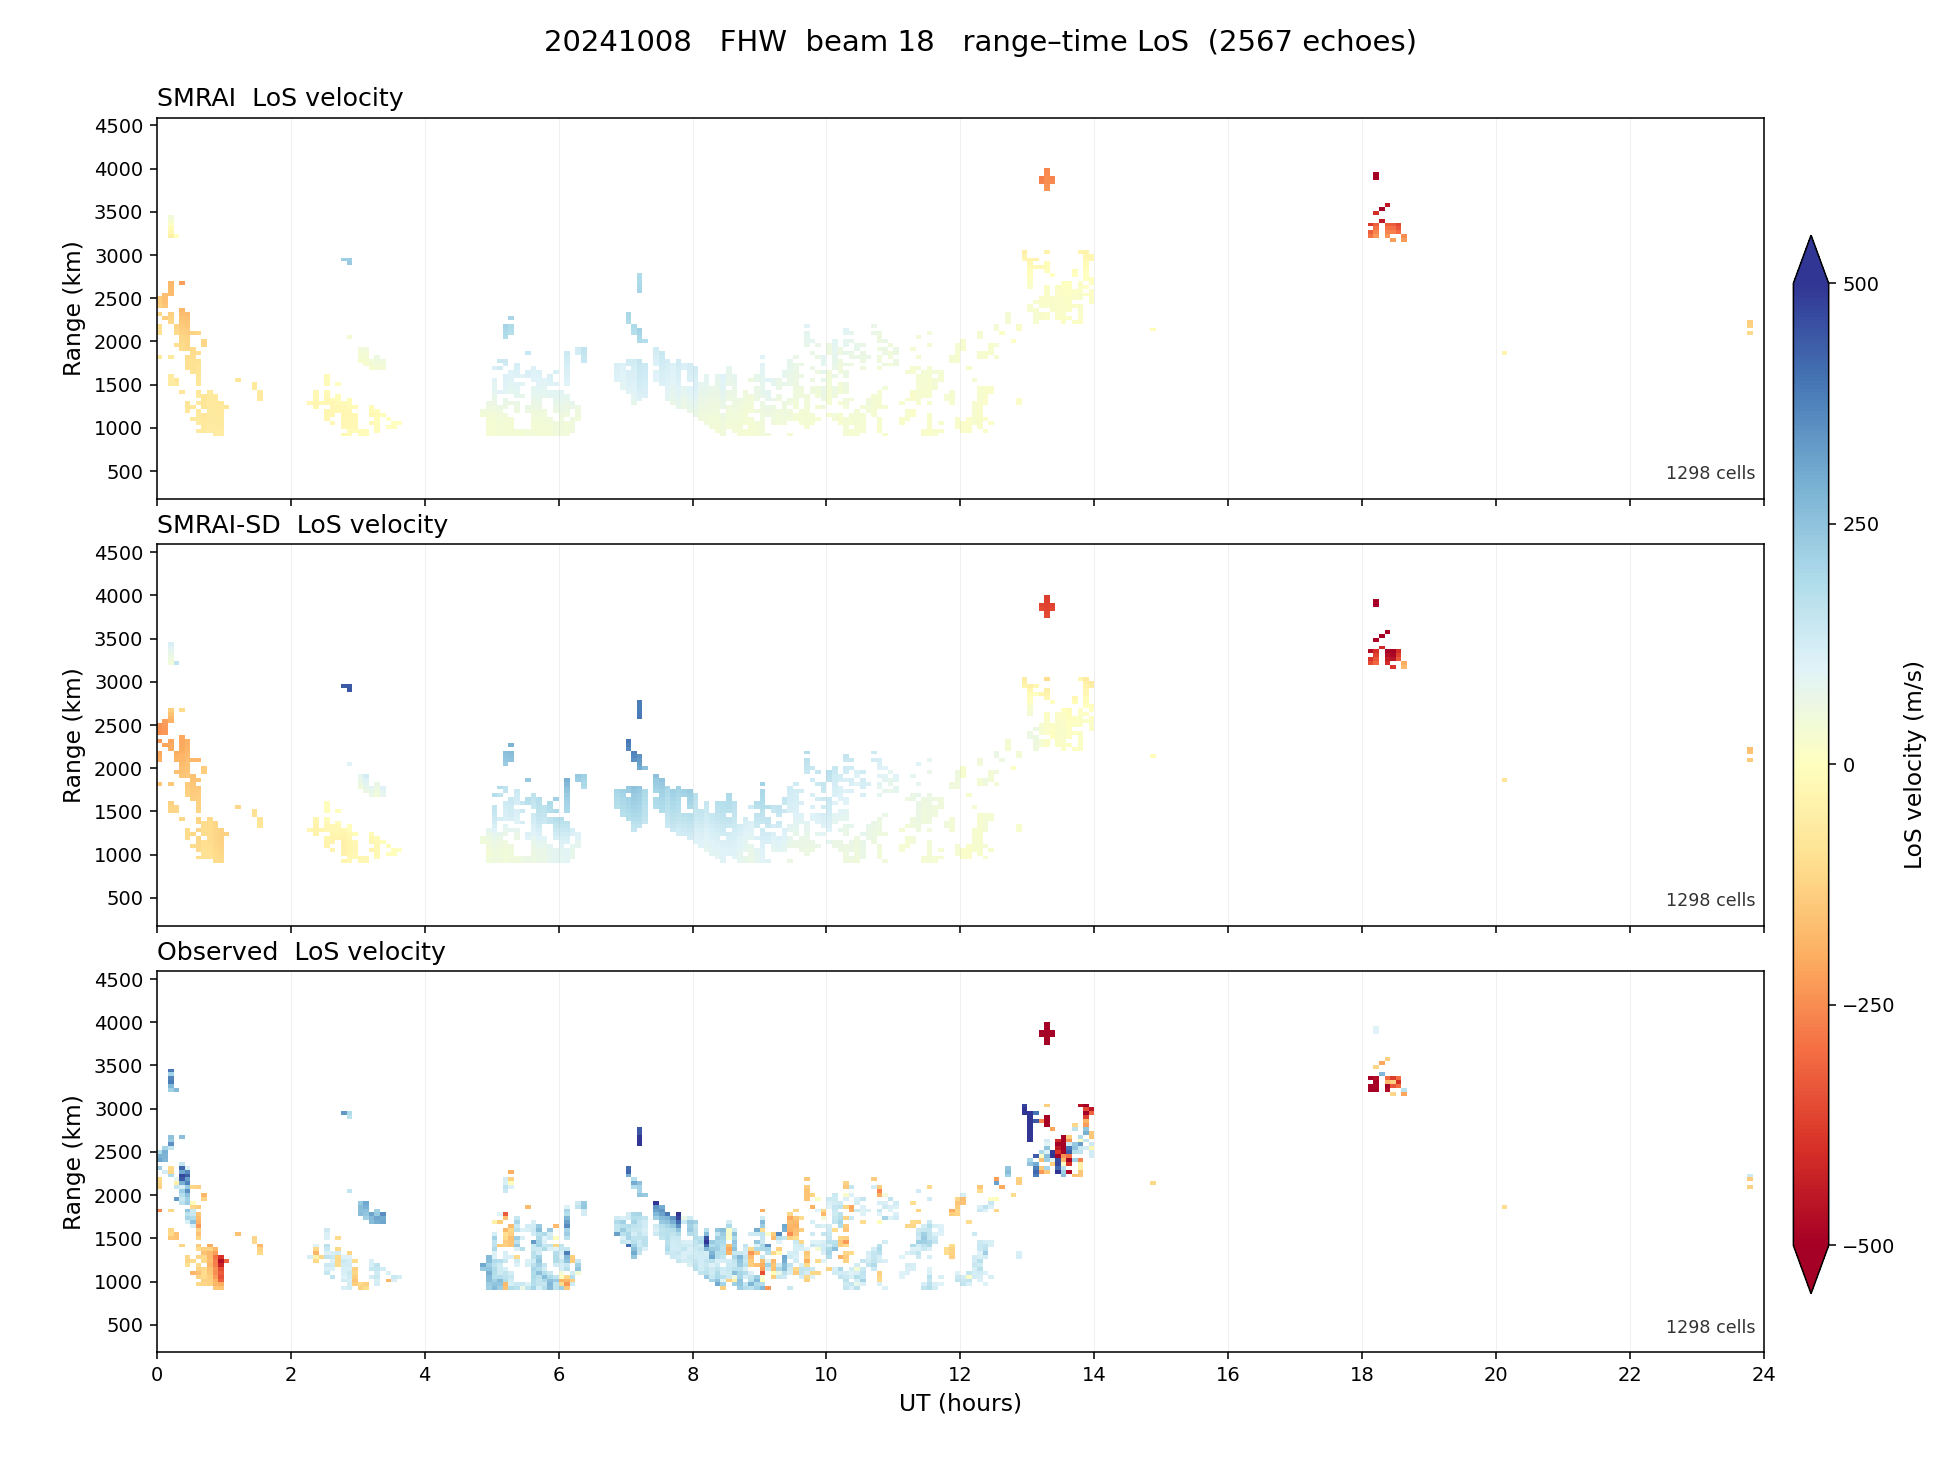 20241008   FHW  beam 18   range–time LoS  (2567 echoes)
SMRAI  LoS velocity
4500
4000
3500
3000
2500
2000
1500
1000
500
Range (km)
1298 cells
SMRAI-SD  LoS velocity
4500
4000
3500
3000
2500
2000
1500
1000
500
Range (km)
1298 cells
Observed  LoS velocity
4500
4000
3500
3000
2500
2000
1500
1000
500
Range (km)
1298 cells
0 2 4 6 8 10 12 14 16 18 20 22 24
UT (hours)
500
250
0
−250
−500
LoS velocity (m/s)